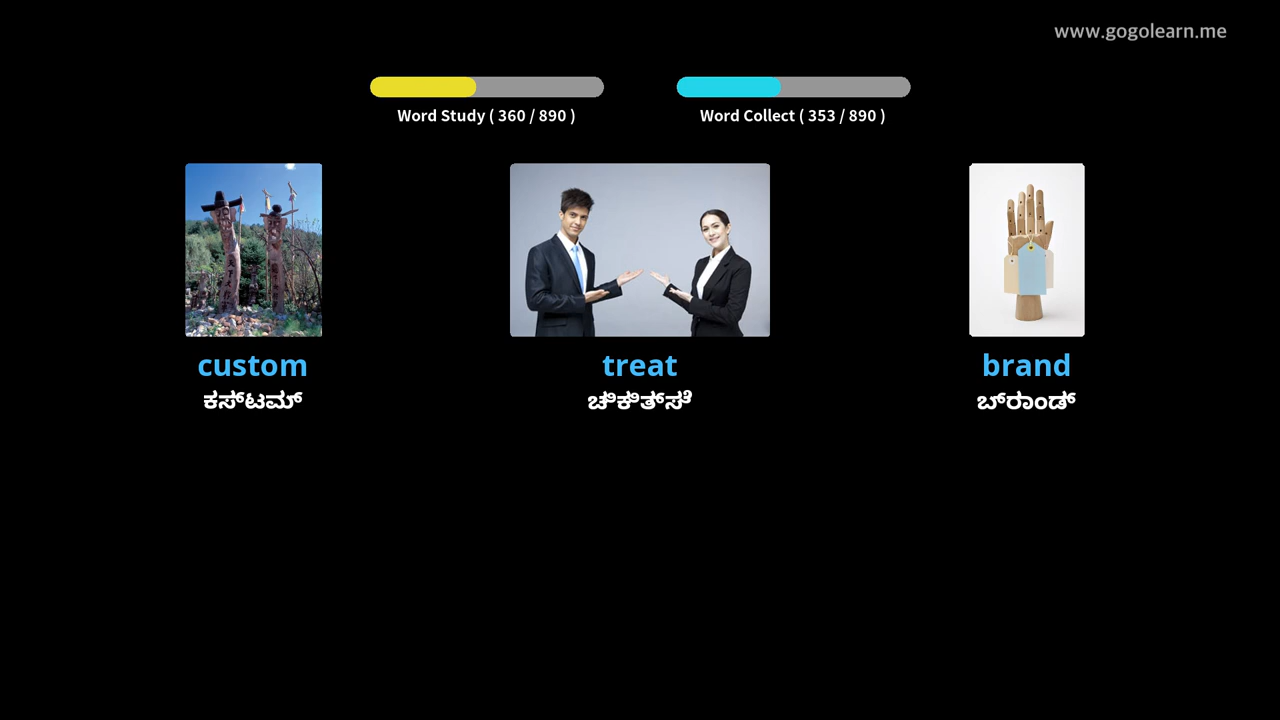 www.gogolearn.me
Word Study ( 360 / 890 )
Word Collect ( 353 / 890 )
custom
treat
brand
ಕಸ್ಟಮ್
ಚಿಕಿತ್ಸೆ
ಬ್ರಾಂಡ್